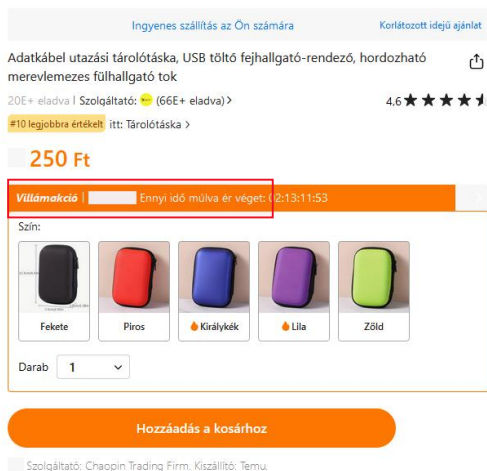 Ingyenes szállítás az Ön számára
Korlátozott idejű ajánlat
Adatkábel utazási tárolótáska, USB töltő fejhallgató-rendező, hordozható
merevlemezes fülhallgató tok
20E+ eladva | Szolgáltató: (66E+ eladva) >
4,6
#10 legjobbra értékelt itt: Tárolótáska >
250 Ft
Villámakció | Ennyi idő múlva ér véget: 02:13:11:53
Szín:
Fekete
Piros
Királykék
Lila
Zöld
Darab 1
Hozzáadás a kosárhoz
Szolgáltató: Chaopin Trading Firm. Kiszállító: Temu.